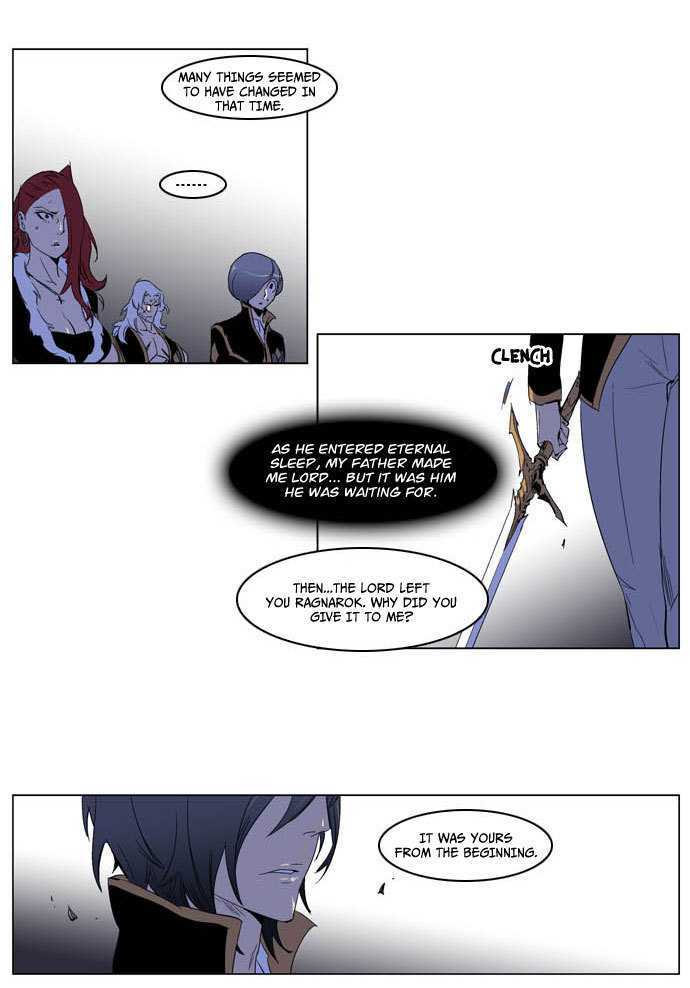 MANY THINGS SEEMED
TO HAVE CHANGED IN
THAT TIME.
------
CLENCH
AS HE ENTERED ETERNAL
SLEEP, MY FATHER MADE
ME LORD... BUT IT WAS HIM
HE WAS WAITING FOR.
THEN...THE LORD LEFT
YOU RAGNAROK. WHY DID YOU
GIVE IT TO ME?
IT WAS YOURS
FROM THE BEGINNING.